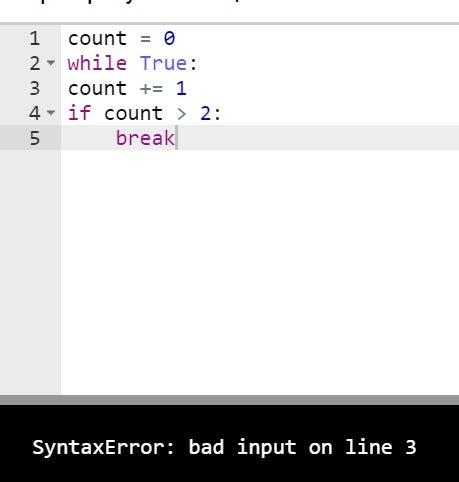 1 count = 0
2 while True:
3 count += 1
4 if count > 2:
5     break
SyntaxError: bad input on line 3